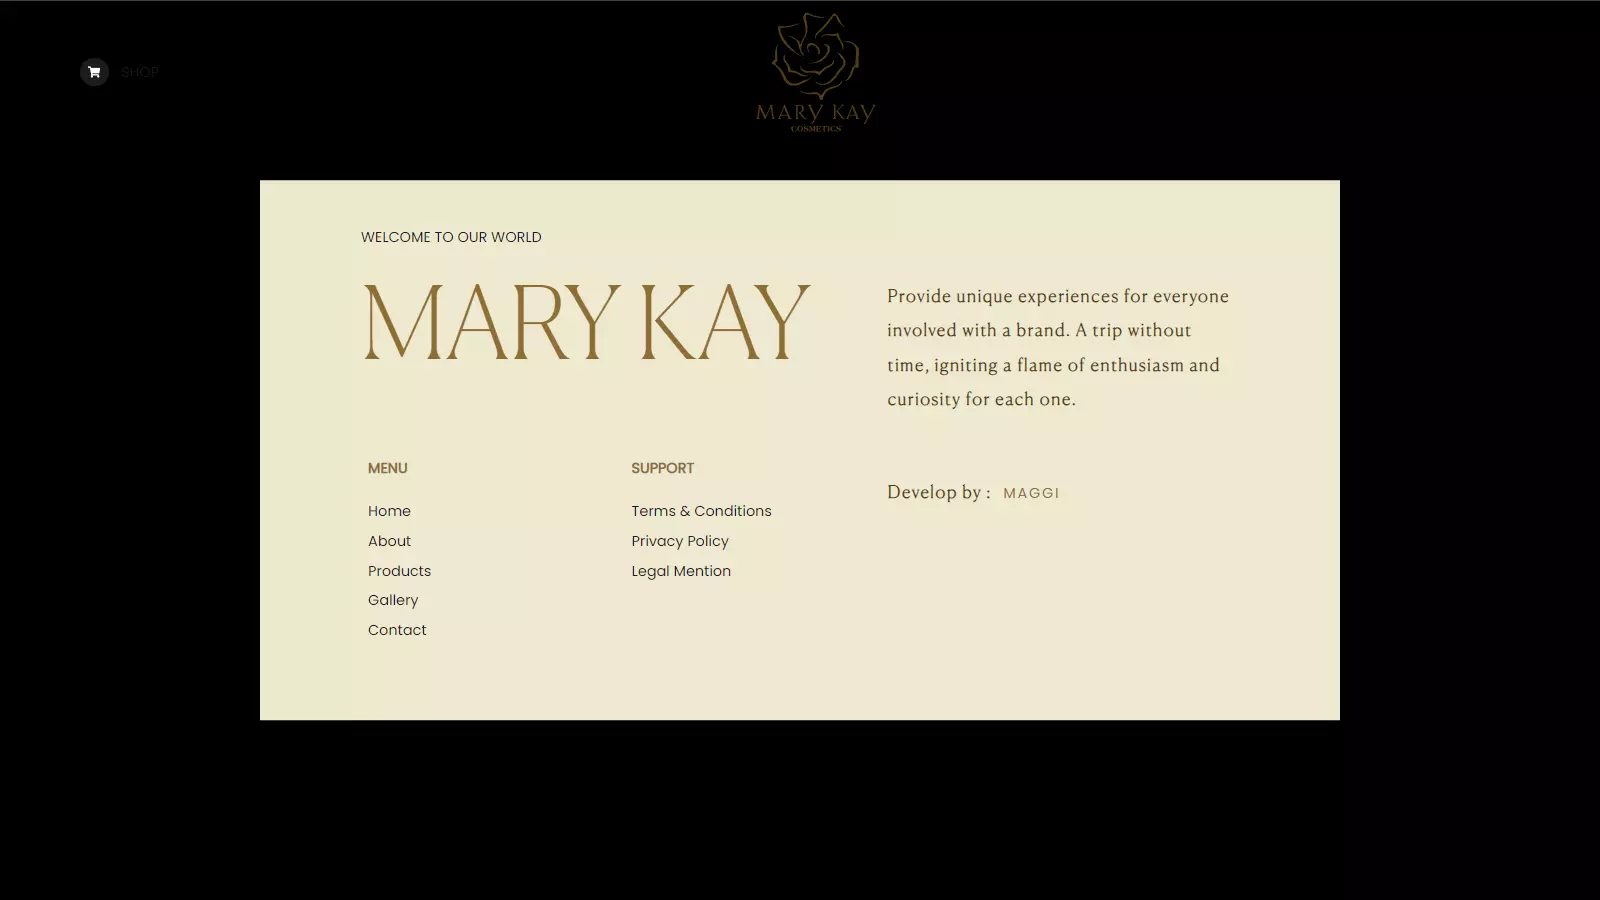 SHOP
MARY KAY
COSMETICS
WELCOME TO OUR WORLD
MARY KAY
Provide unique experiences for everyone
involved with a brand. A trip without
time, igniting a flame of enthusiasm and
curiosity for each one.
MENU
Home
About
Products
Gallery
Contact
SUPPORT
Terms & Conditions
Privacy Policy
Legal Mention
Develop by : MAGGI